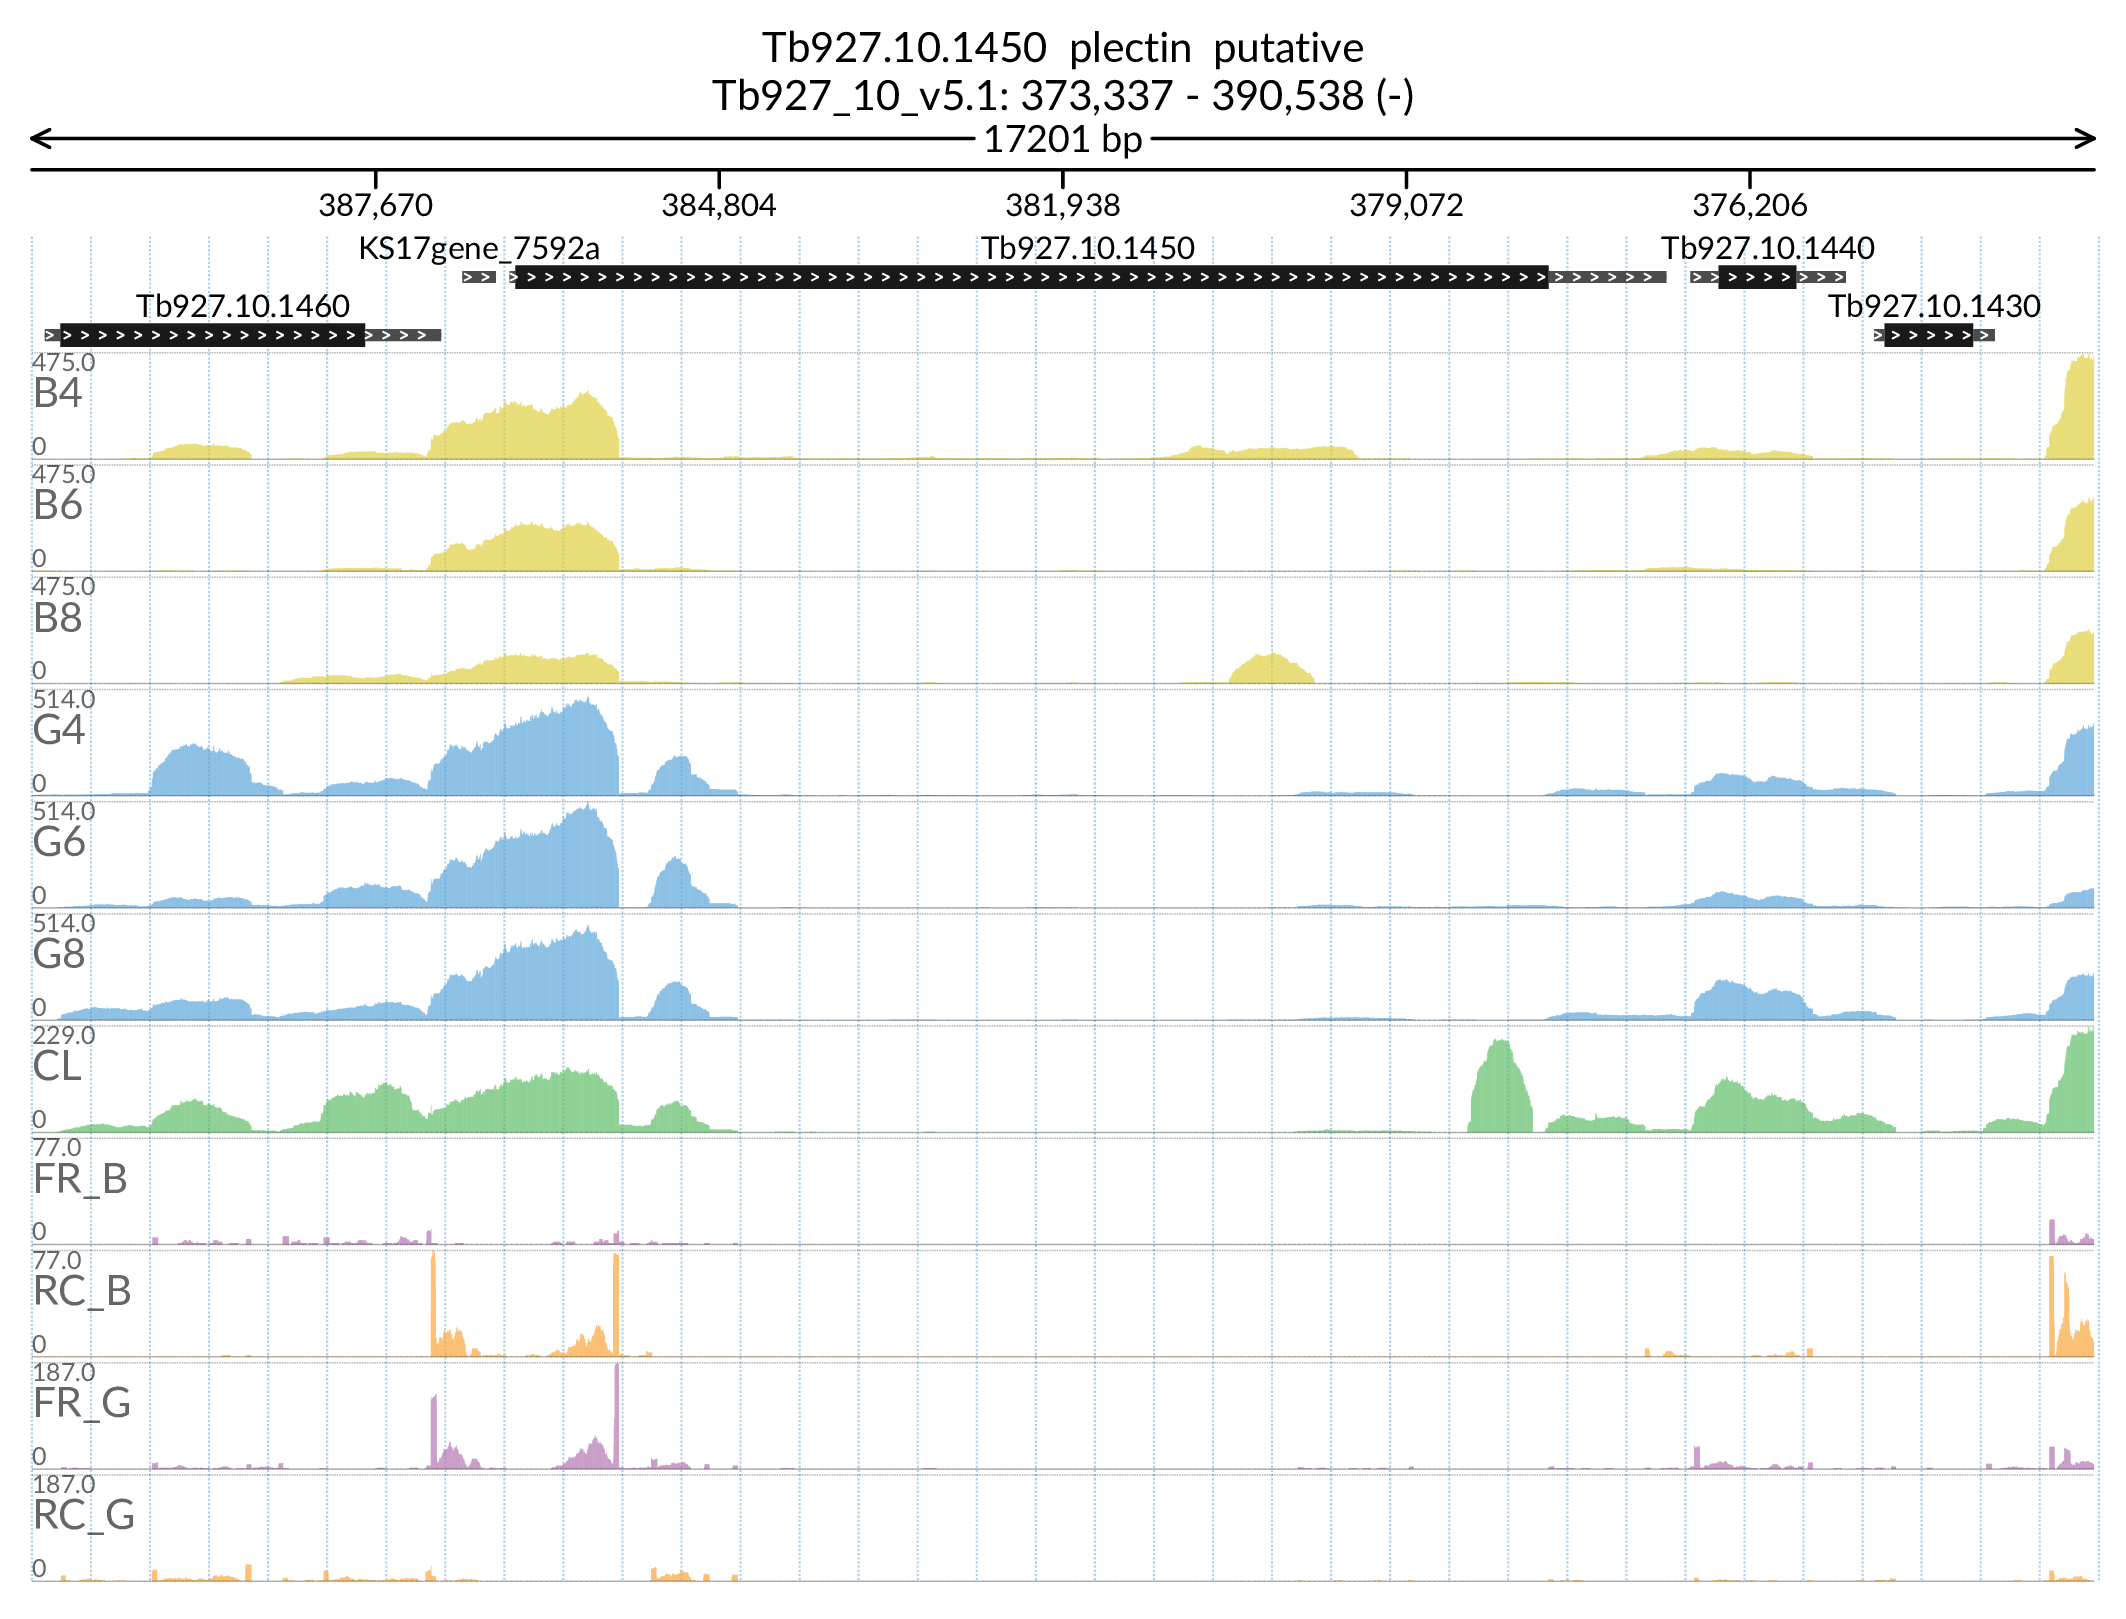 Tb927.10.1450 plectin putative
Tb927_10_v5.1: 373,337 - 390,538 (-)
17201 bp
387,670 384,804 381,938 379,072 376,206
KS17gene_7592a Tb927.10.1450 Tb927.10.1440
Tb927.10.1460 Tb927.10.1430
475.0
B4
0
475.0
B6
0
475.0
B8
0
514.0
G4
0
514.0
G6
0
514.0
G8
0
229.0
CL
0
77.0
FR_B
0
77.0
RC_B
0
187.0
FR_G
0
187.0
RC_G
0